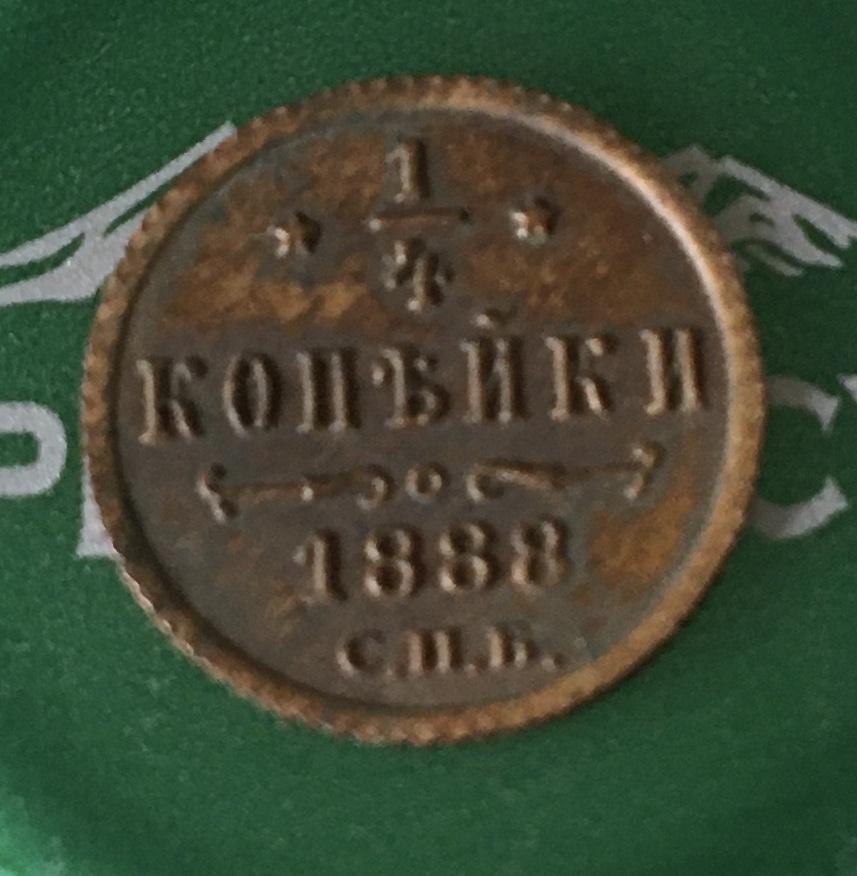 * 1/4 *
КОПѢЙКИ
1888
С.П.Б.
Р
С